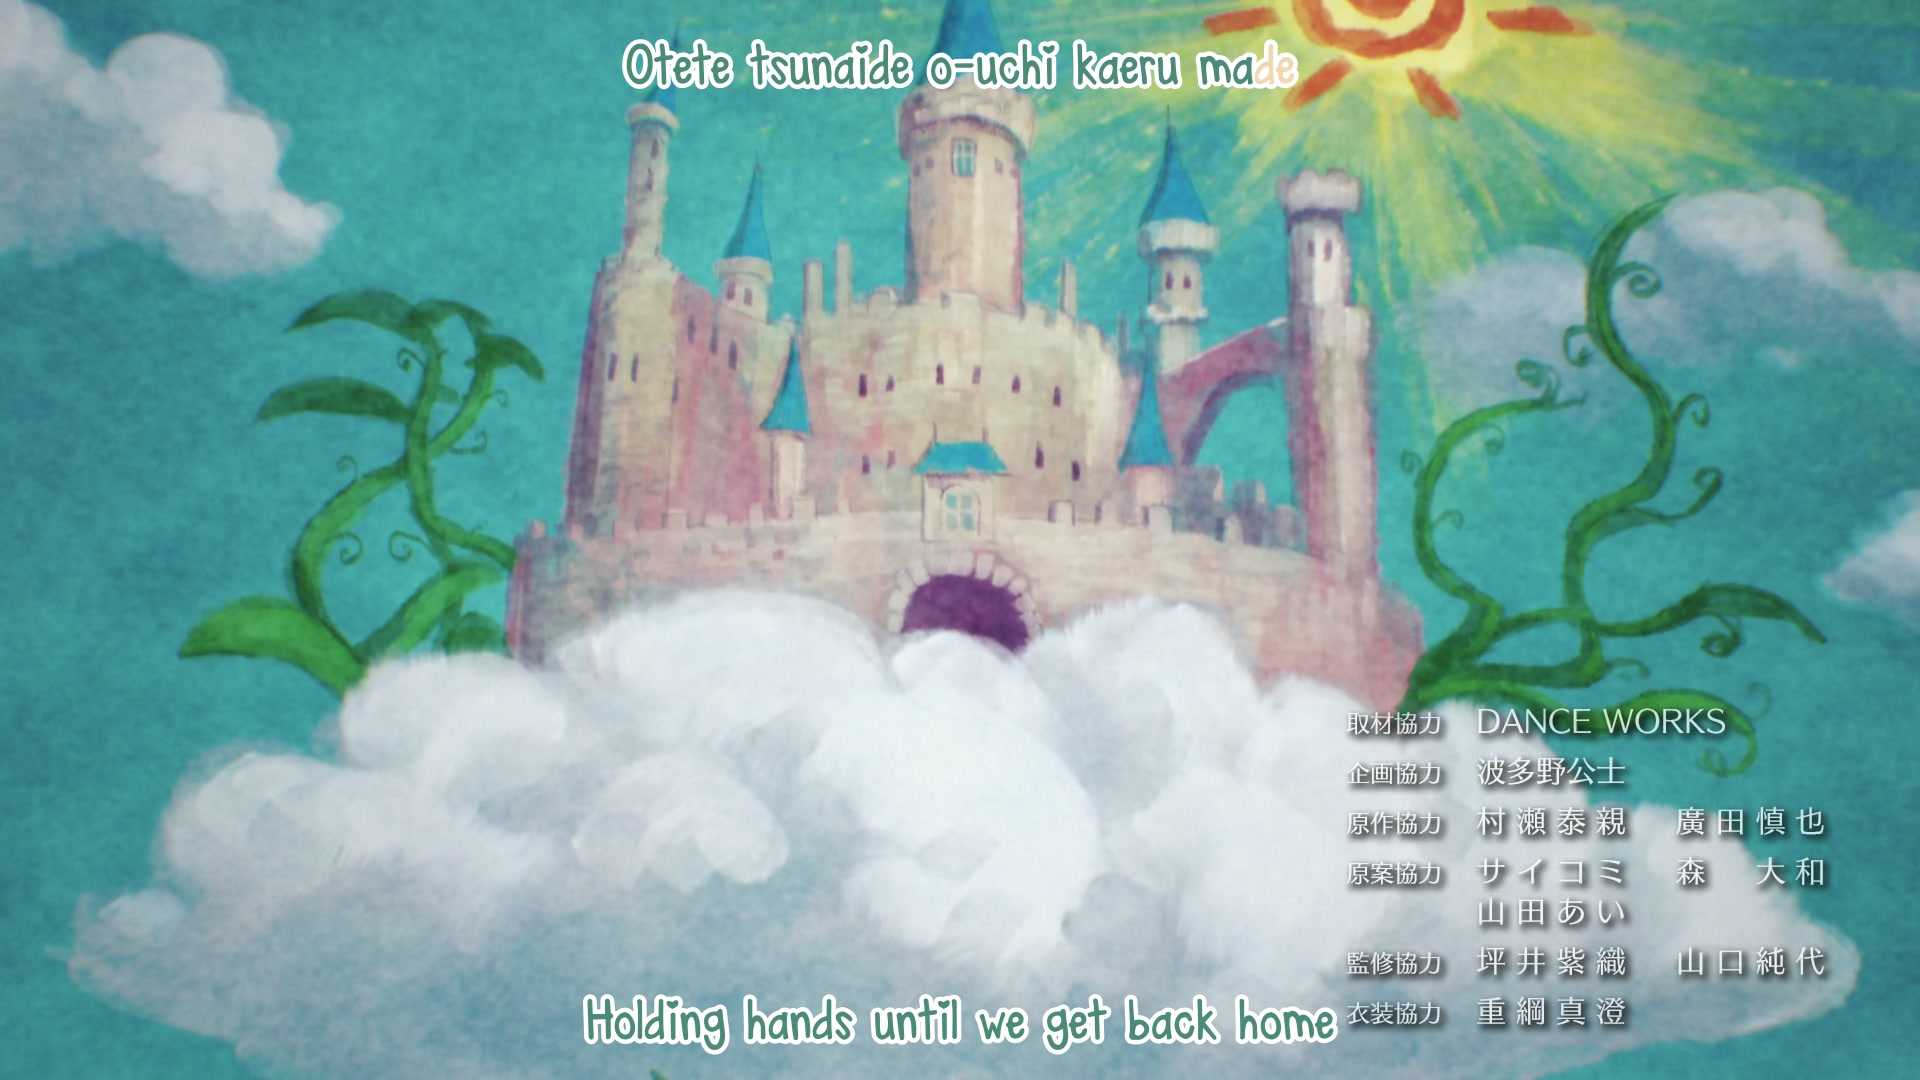 Otete tsunaide o-uchi kaeru made
取材協力 DANCE WORKS
企画協力 波多野公士
原作協力 村瀬泰親 廣田慎也
原案協力 サイコミ 森 大和
山田あい
監修協力 坪井紫織 山口純代
衣装協力 重綱真澄
Holding hands until we get back home